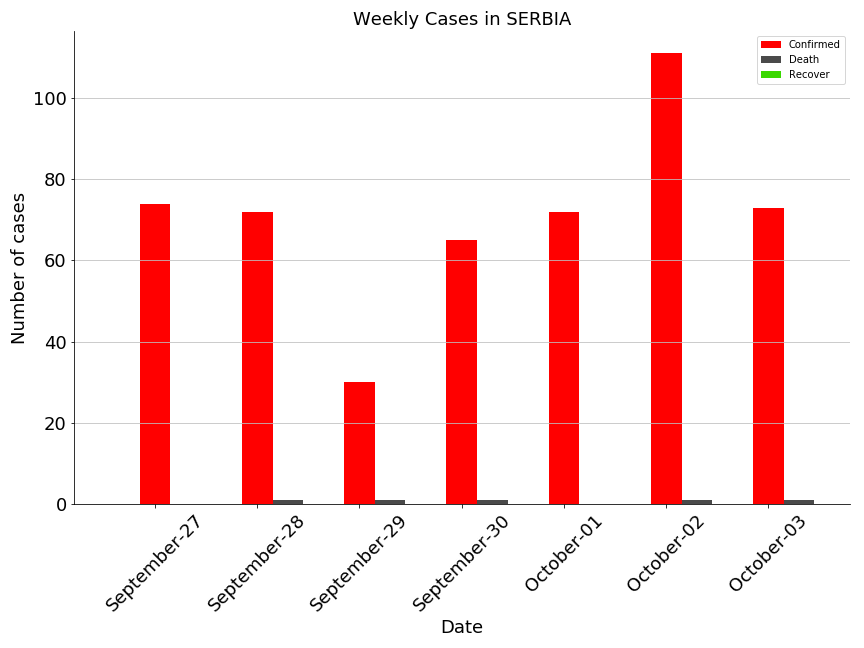 Weekly Cases in SERBIA
Confirmed
Death
Recover
Number of cases
100
80
60
40
20
0
September-27
September-28
September-29
September-30
October-01
October-02
October-03
Date